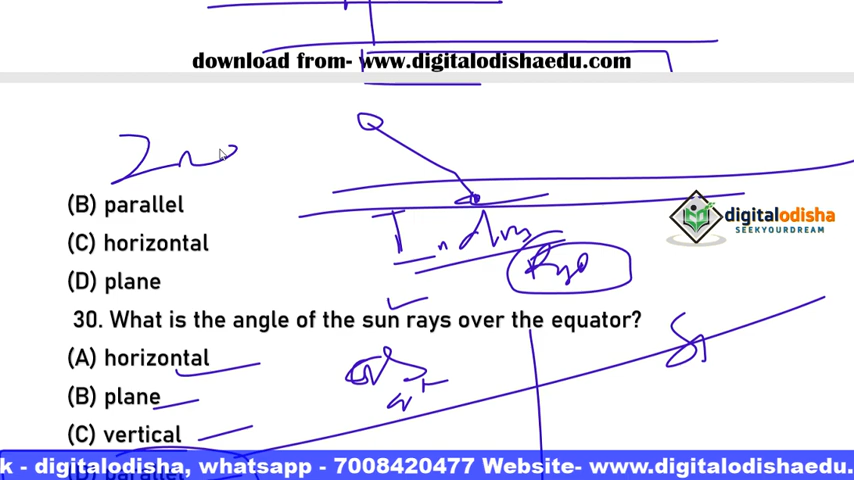 download from- www.digitalodishaedu.com
(B) parallel
(C) horizontal
(D) plane
digitalodisha
SEEKYOURDREAM
30. What is the angle of the sun rays over the equator?
(A) horizontal
(B) plane
(C) vertical
(D) parallel
k - digitalodisha, whatsapp - 7008420477 Website- www.digitalodishaedu.